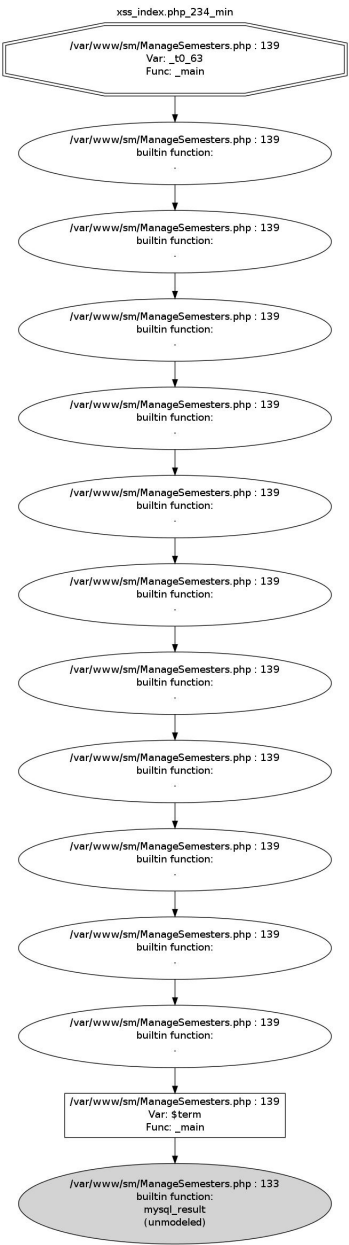 xss_index.php_234_min
/var/www/sm/ManageSemesters.php : 139
Var: _t0_63
Func: _main
/var/www/sm/ManageSemesters.php : 139
builtin function:
.
/var/www/sm/ManageSemesters.php : 139
builtin function:
.
/var/www/sm/ManageSemesters.php : 139
builtin function:
.
/var/www/sm/ManageSemesters.php : 139
builtin function:
.
/var/www/sm/ManageSemesters.php : 139
builtin function:
.
/var/www/sm/ManageSemesters.php : 139
builtin function:
.
/var/www/sm/ManageSemesters.php : 139
builtin function:
.
/var/www/sm/ManageSemesters.php : 139
builtin function:
.
/var/www/sm/ManageSemesters.php : 139
builtin function:
.
/var/www/sm/ManageSemesters.php : 139
builtin function:
.
/var/www/sm/ManageSemesters.php : 139
builtin function:
.
/var/www/sm/ManageSemesters.php : 139
Var: $term
Func: _main
/var/www/sm/ManageSemesters.php : 133
builtin function:
mysql_result
(unmodeled)